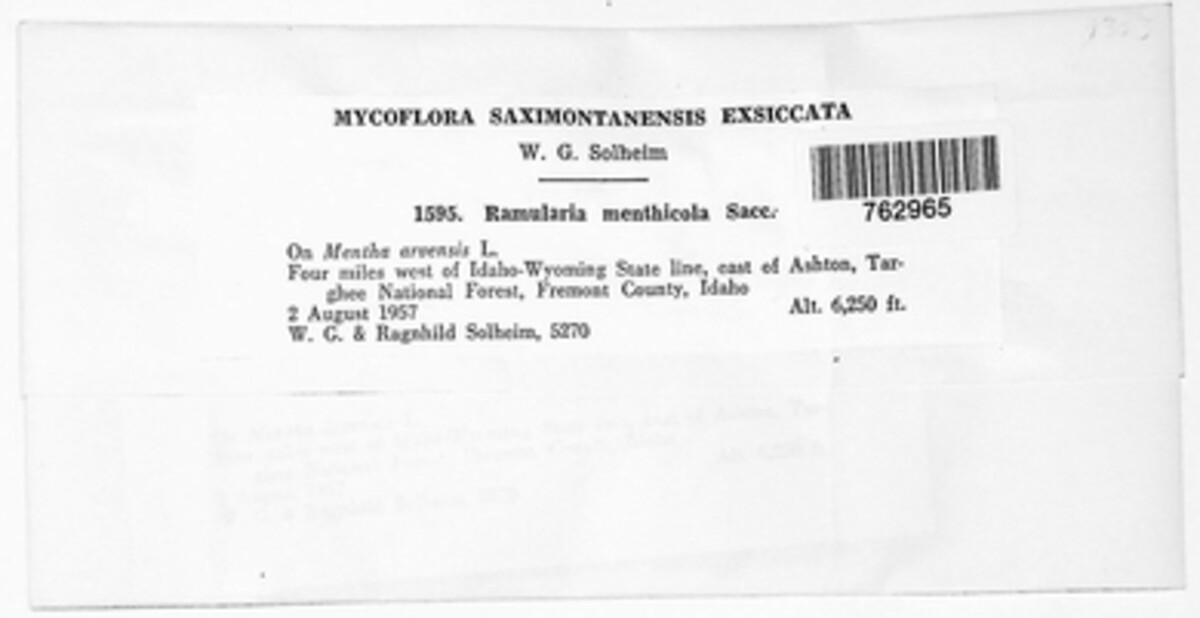 MYCOFLORA SAXIMONTANENSIS EXSICCATA
W. G. Solheim
762965
1595. Ramularia menthicola Sacc.
On Mentha arvensis L.
Four miles west of Idaho-Wyoming State line, east of Ashton, Tar-
ghee National Forest, Fremont County, Idaho
2 August 1957
Alt. 6,250 ft.
W. G. & Ragnhild Solheim, 5270